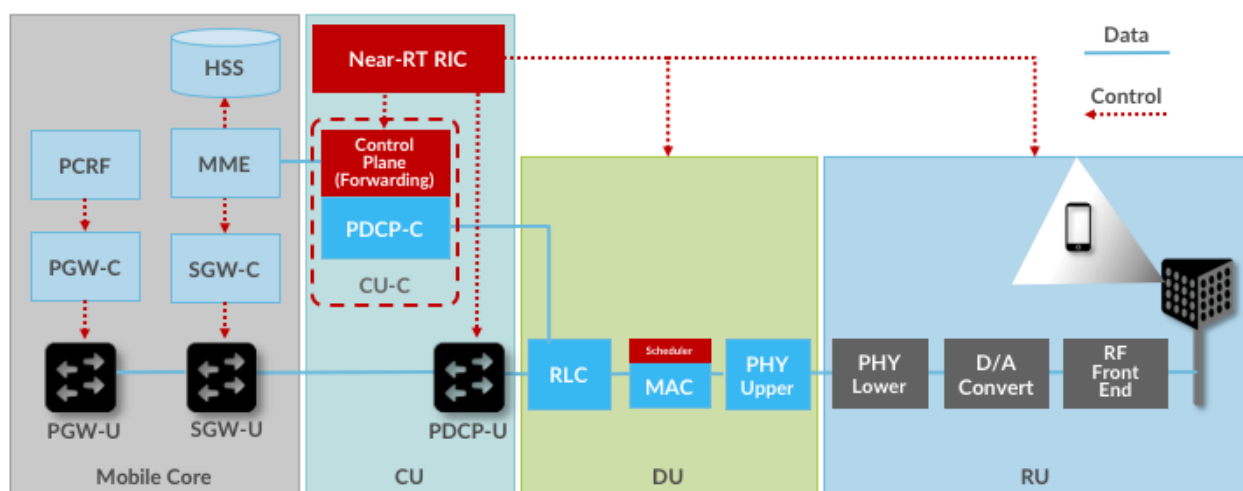 HSS
PCRF
MME
PGW-C
SGW-C
PGW-U
SGW-U
Mobile Core
Near-RT RIC
Control
Plane
(Forwarding)
PDCP-C
CU-C
PDCP-U
CU
RLC
Scheduler
MAC
PHY
Upper
DU
Data
Control
PHY
Lower
D/A
Convert
RF
Front
End
RU